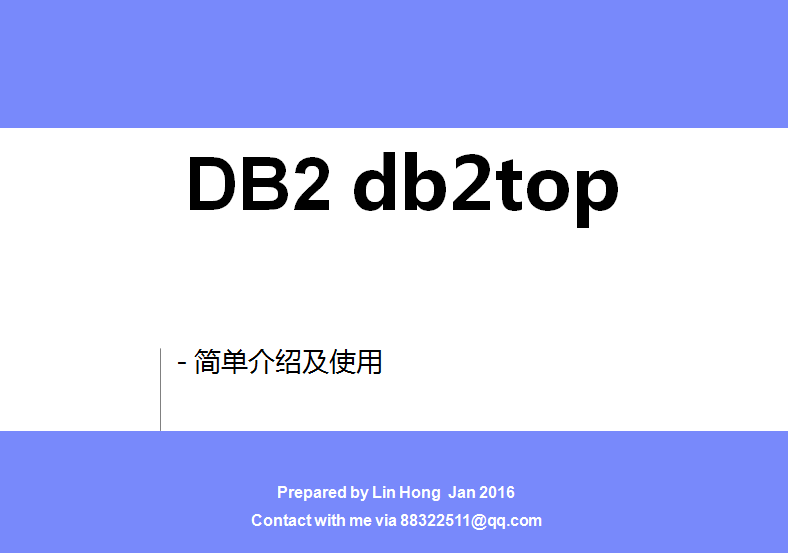 DB2 db2top
- 简单介绍及使用
Prepared by Lin Hong  Jan 2016
Contact with me via 88322511@qq.com